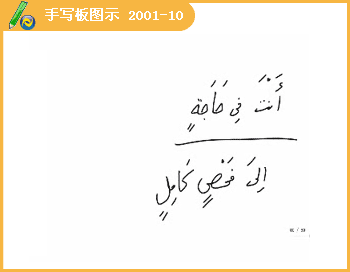 手写板图示 2001-10
أَنْتَ فِي حَاجَةٍ
إِلَى فَحْصٍ كَامِلٍ